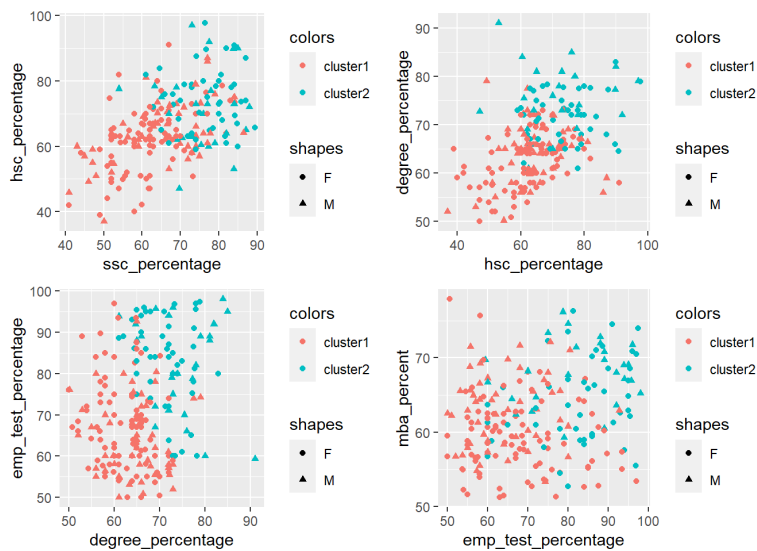 100
80
60
40
hsc_percentage
40
50
60
70
80
90
ssc_percentage
colors
cluster1
cluster2
shapes
F
M
90
80
70
60
50
degree_percentage
40
60
80
100
hsc_percentage
colors
cluster1
cluster2
shapes
F
M
100
90
80
70
60
50
emp_test_percentage
50
60
70
80
90
degree_percentage
colors
cluster1
cluster2
shapes
F
M
70
60
50
mba_percent
50
60
70
80
90
100
emp_test_percentage
colors
cluster1
cluster2
shapes
F
M